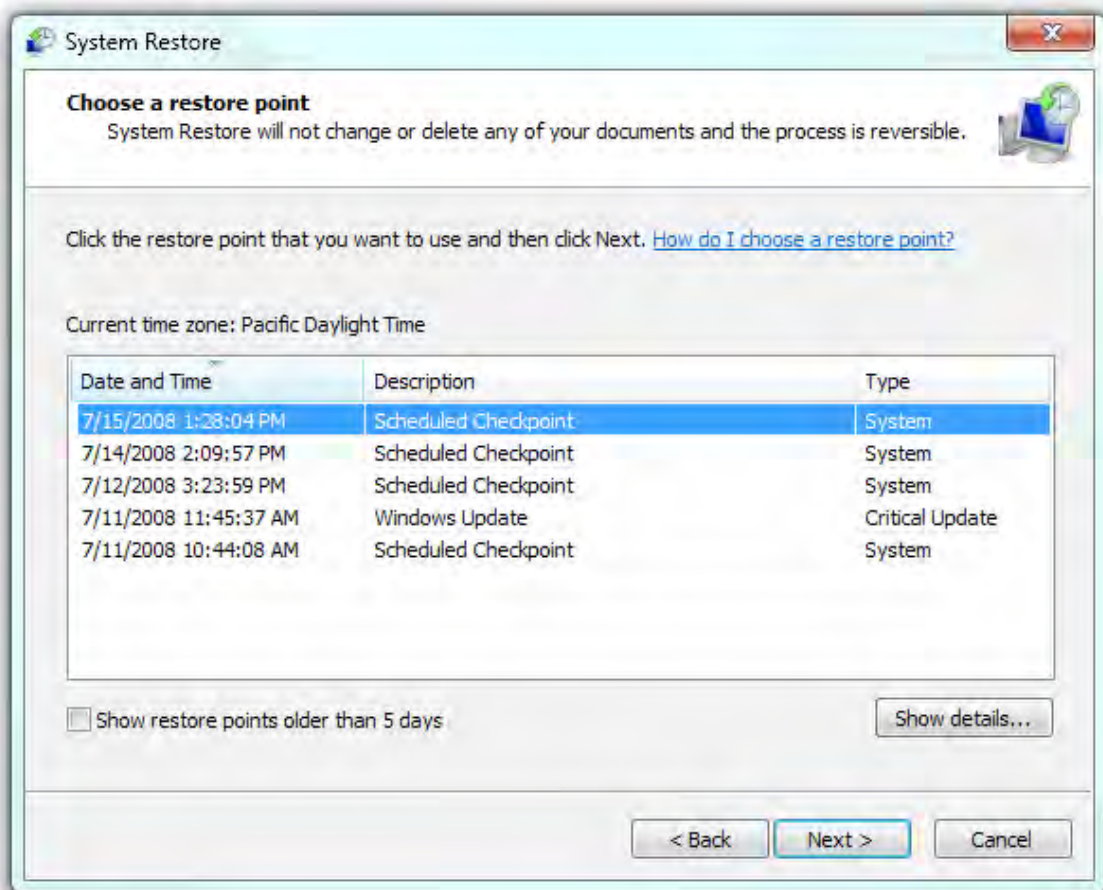 System Restore
Choose a restore point
System Restore will not change or delete any of your documents and the process is reversible.
Click the restore point that you want to use and then click Next. How do I choose a restore point?
Current time zone: Pacific Daylight Time
Date and Time Description Type
7/15/2008 1:28:04 PM Scheduled Checkpoint System
7/14/2008 2:09:57 PM Scheduled Checkpoint System
7/12/2008 3:23:59 PM Scheduled Checkpoint System
7/11/2008 11:45:37 AM Windows Update Critical Update
7/11/2008 10:44:08 AM Scheduled Checkpoint System
Show restore points older than 5 days Show details...
< Back Next > Cancel